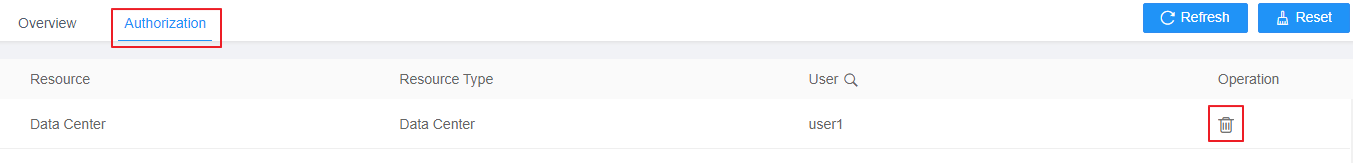 Overview Authorization Refresh Reset
Resource Resource Type User Operation
Data Center Data Center user1